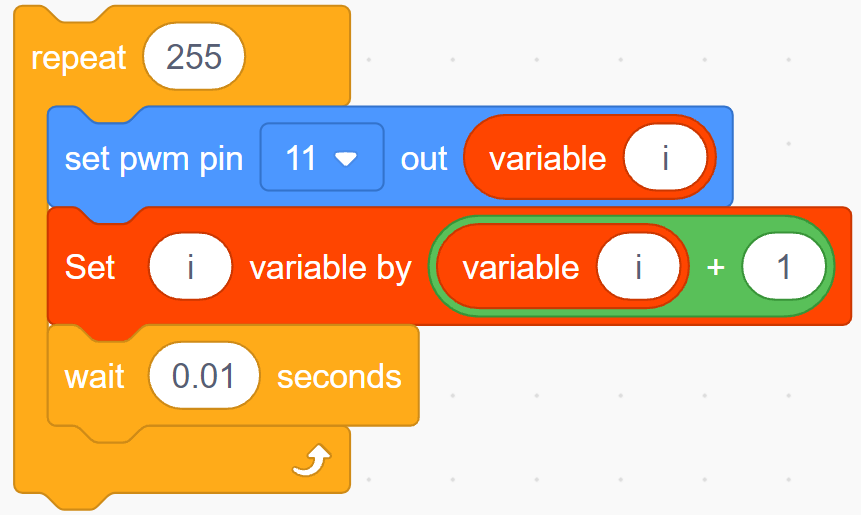 repeat 255
set pwm pin 11 out variable i
Set i variable by variable i + 1
wait 0.01 seconds